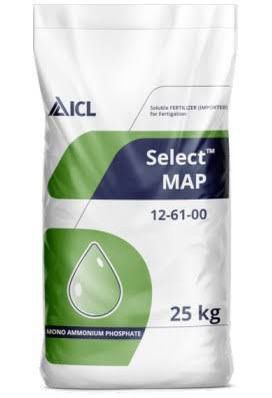 ICL
Soluble FERTILIZER (IMPORTED)
for Fertigation
Select™
MAP
12-61-00
25 kg
MONO AMMONIUM PHOSPHATE